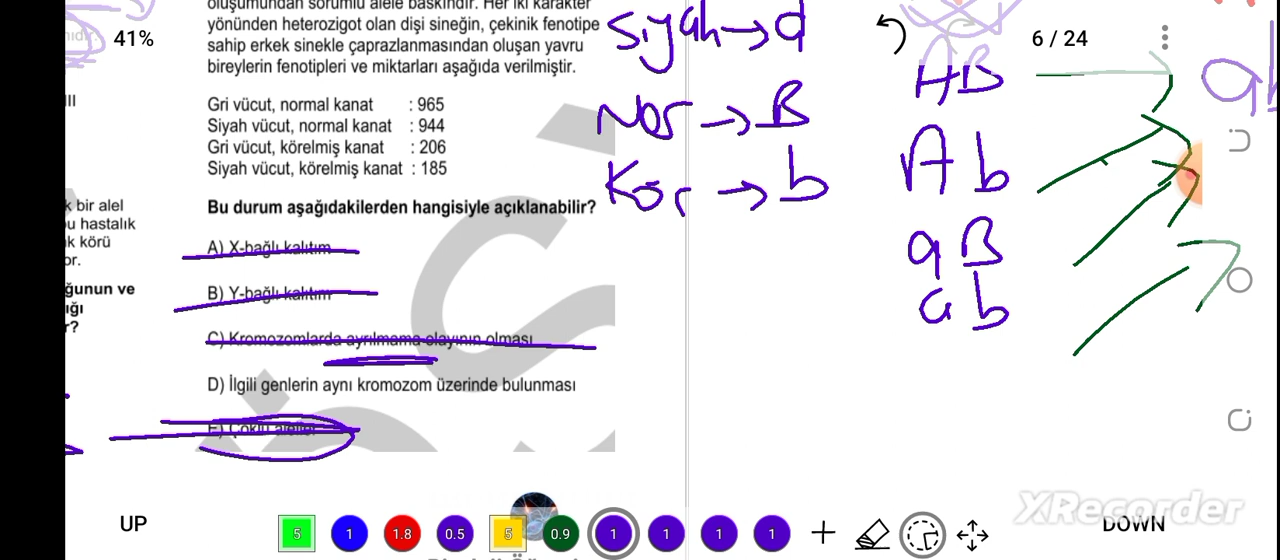 oluşumundan sorumlu alele baskındır. Her iki karakter
yönünden heterozigot olan dişi sineğin, çekinik fenotipe
sahip erkek sinekle çaprazlanmasından oluşan yavru
bireylerin fenotipleri ve miktarları aşağıda verilmiştir.
41%
6 / 24
Gri vücut, normal kanat : 965
Siyah vücut, normal kanat : 944
Gri vücut, körelmiş kanat : 206
Siyah vücut, körelmiş kanat : 185
Bu durum aşağıdakilerden hangisiyle açıklanabilir?
A) X-bağlı kalıtım
B) Y-bağlı kalıtım
C) Kromozomlarda ayrılmama olayının olması
D) İlgili genlerin aynı kromozom üzerinde bulunması
E) Çoklu aleller
k bir alel
u hastalık
k körü
or.
ğunun ve
ığı
r?
Siyah → a
Nor → B
Kör → b
AB
Ab
aB
ab
UP
5 1 1.8 0.5 5 0.9 1 1 1 1
XRecorder
DOWN